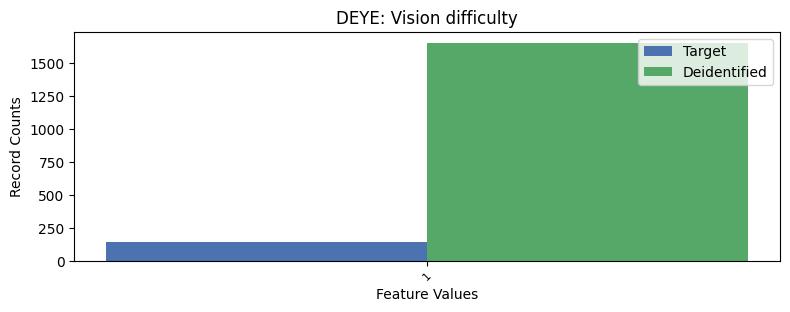 DEYE: Vision difficulty
Target
Deidentified
Record Counts
1500
1250
1000
750
500
250
0
1
Feature Values